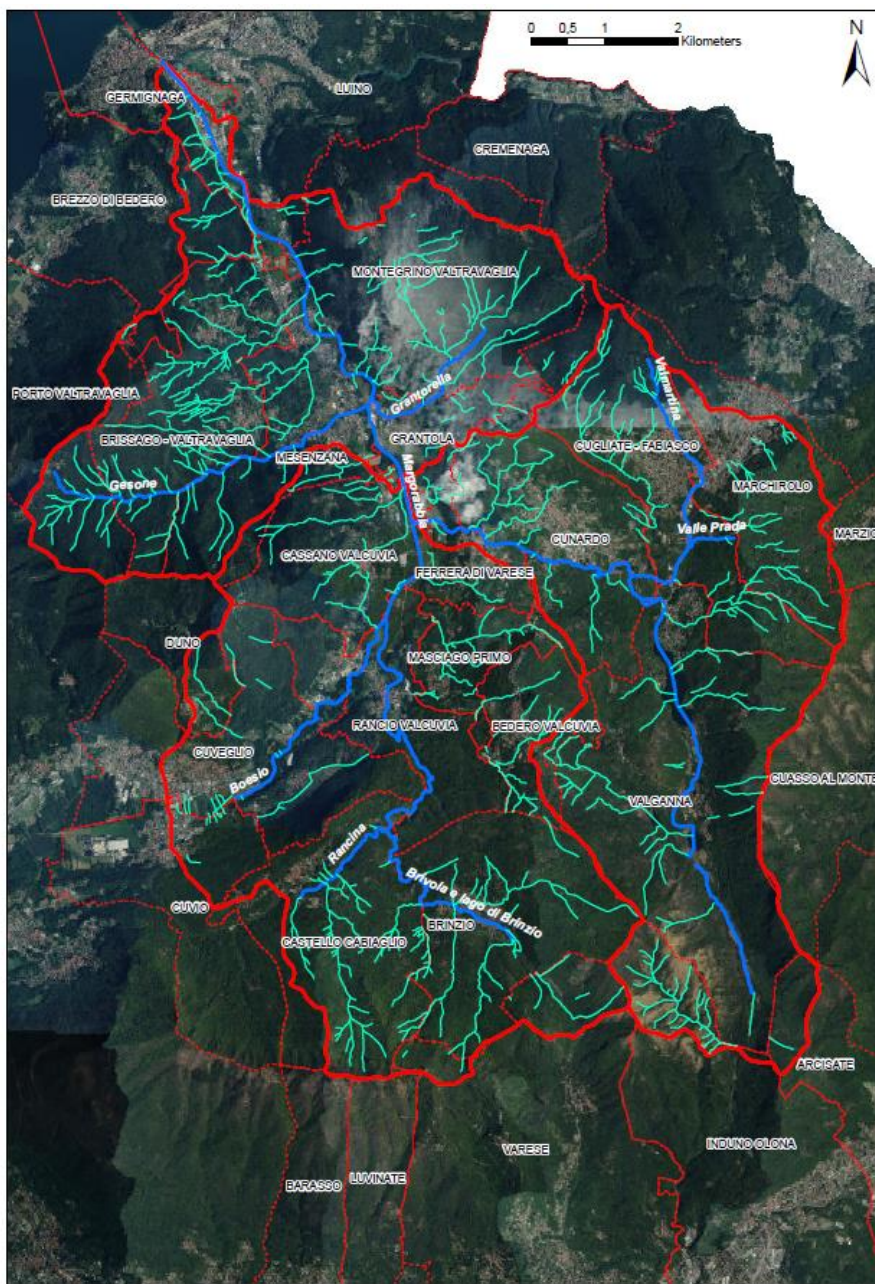 0 0,5 1 2
Kilometers
N
GERMIGNAGA
LUINO
CREMENAGA
BREZZO DI BEDERO
MONTEGRINO VALTRAVAGLIA
Valmartina
PORTO VALTRAVAGLIA
Grantorella
BRISSAGO - VALTRAVAGLIA
GRANTOLA
CUGLIATE - FABIASCO
MESENZANA
Margorabbia
Gesone
MARCHIROLO
Valle Prada
CUNARDO
MARZIO
CASSANO VALCUVIA
FERRERA DI VARESE
DUNO
MASCIAGO PRIMO
RANCIO VALCUVIA
BEDERO VALCUVIA
CUVEGLIO
Boesio
CUASSO AL MONTE
VALGANNA
Rancina
Brivola e lago di Brinzio
CUVIO
BRINZIO
CASTELLO CABIAGLIO
ARCISATE
VARESE
INDUNO OLONA
LUVINATE
BARASSO